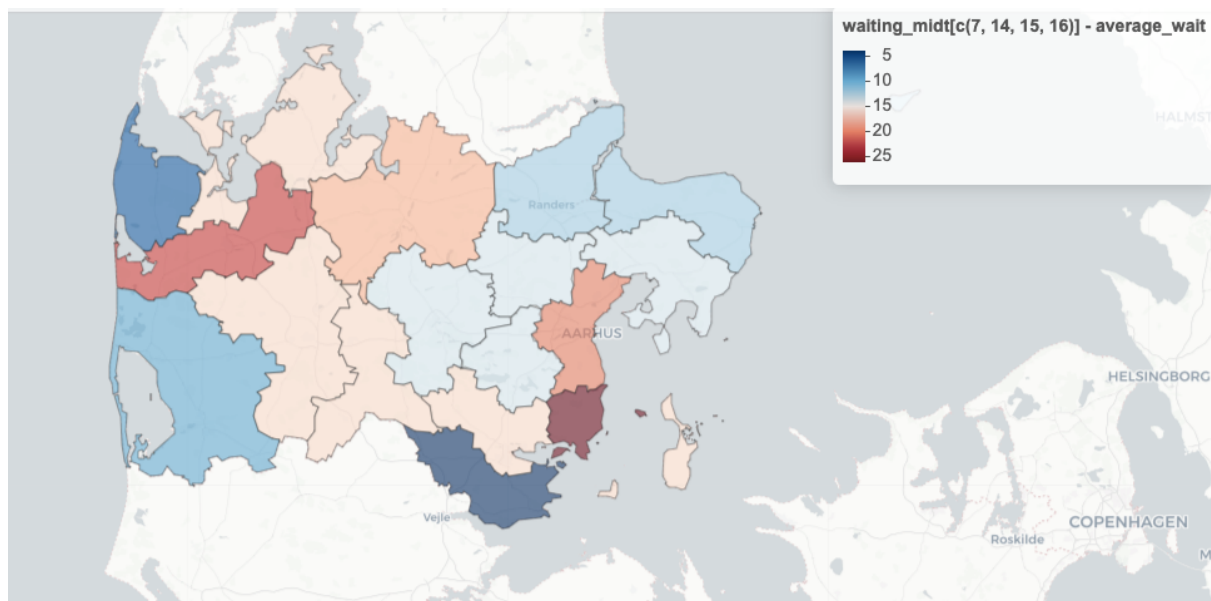 waiting_midt[c(7, 14, 15, 16)] - average_wait
5
10
15
20
25
HALMST
Randers
AARHUS
HELSINGBORG
Vejle
COPENHAGEN
Roskilde
M